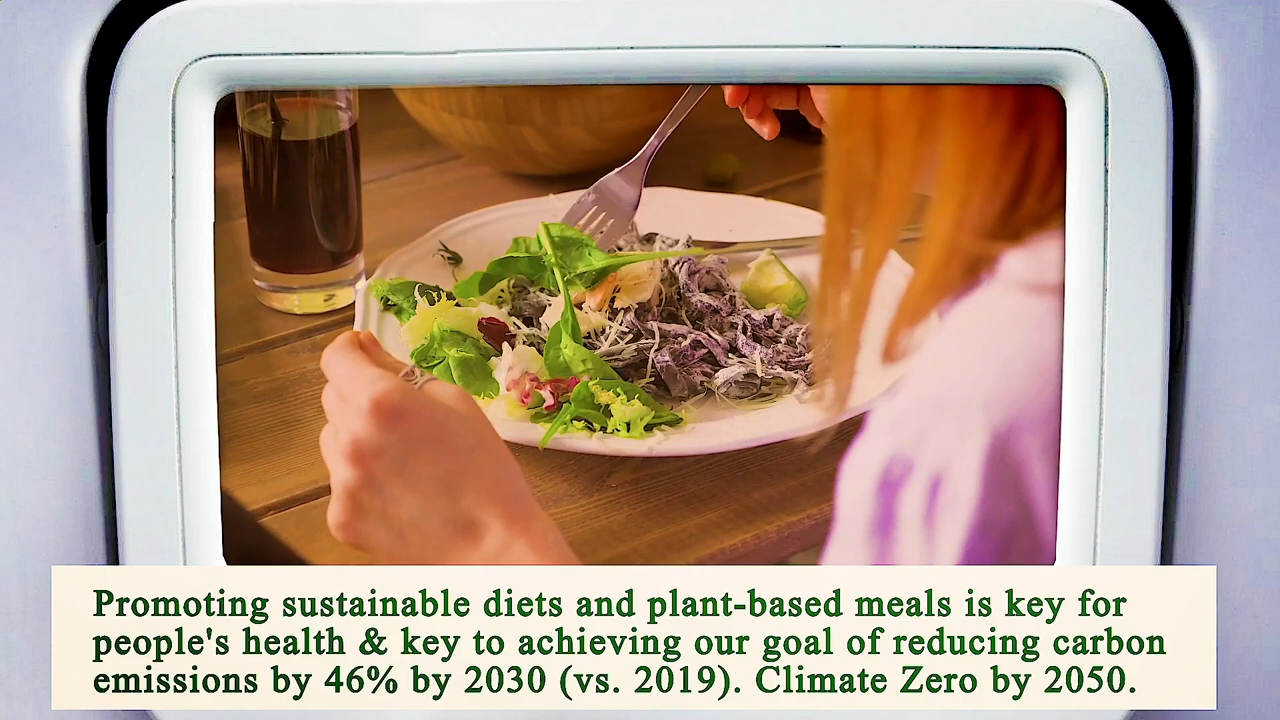 Promoting sustainable diets and plant-based meals is key for
people's health & key to achieving our goal of reducing carbon
emissions by 46% by 2030 (vs. 2019). Climate Zero by 2050.